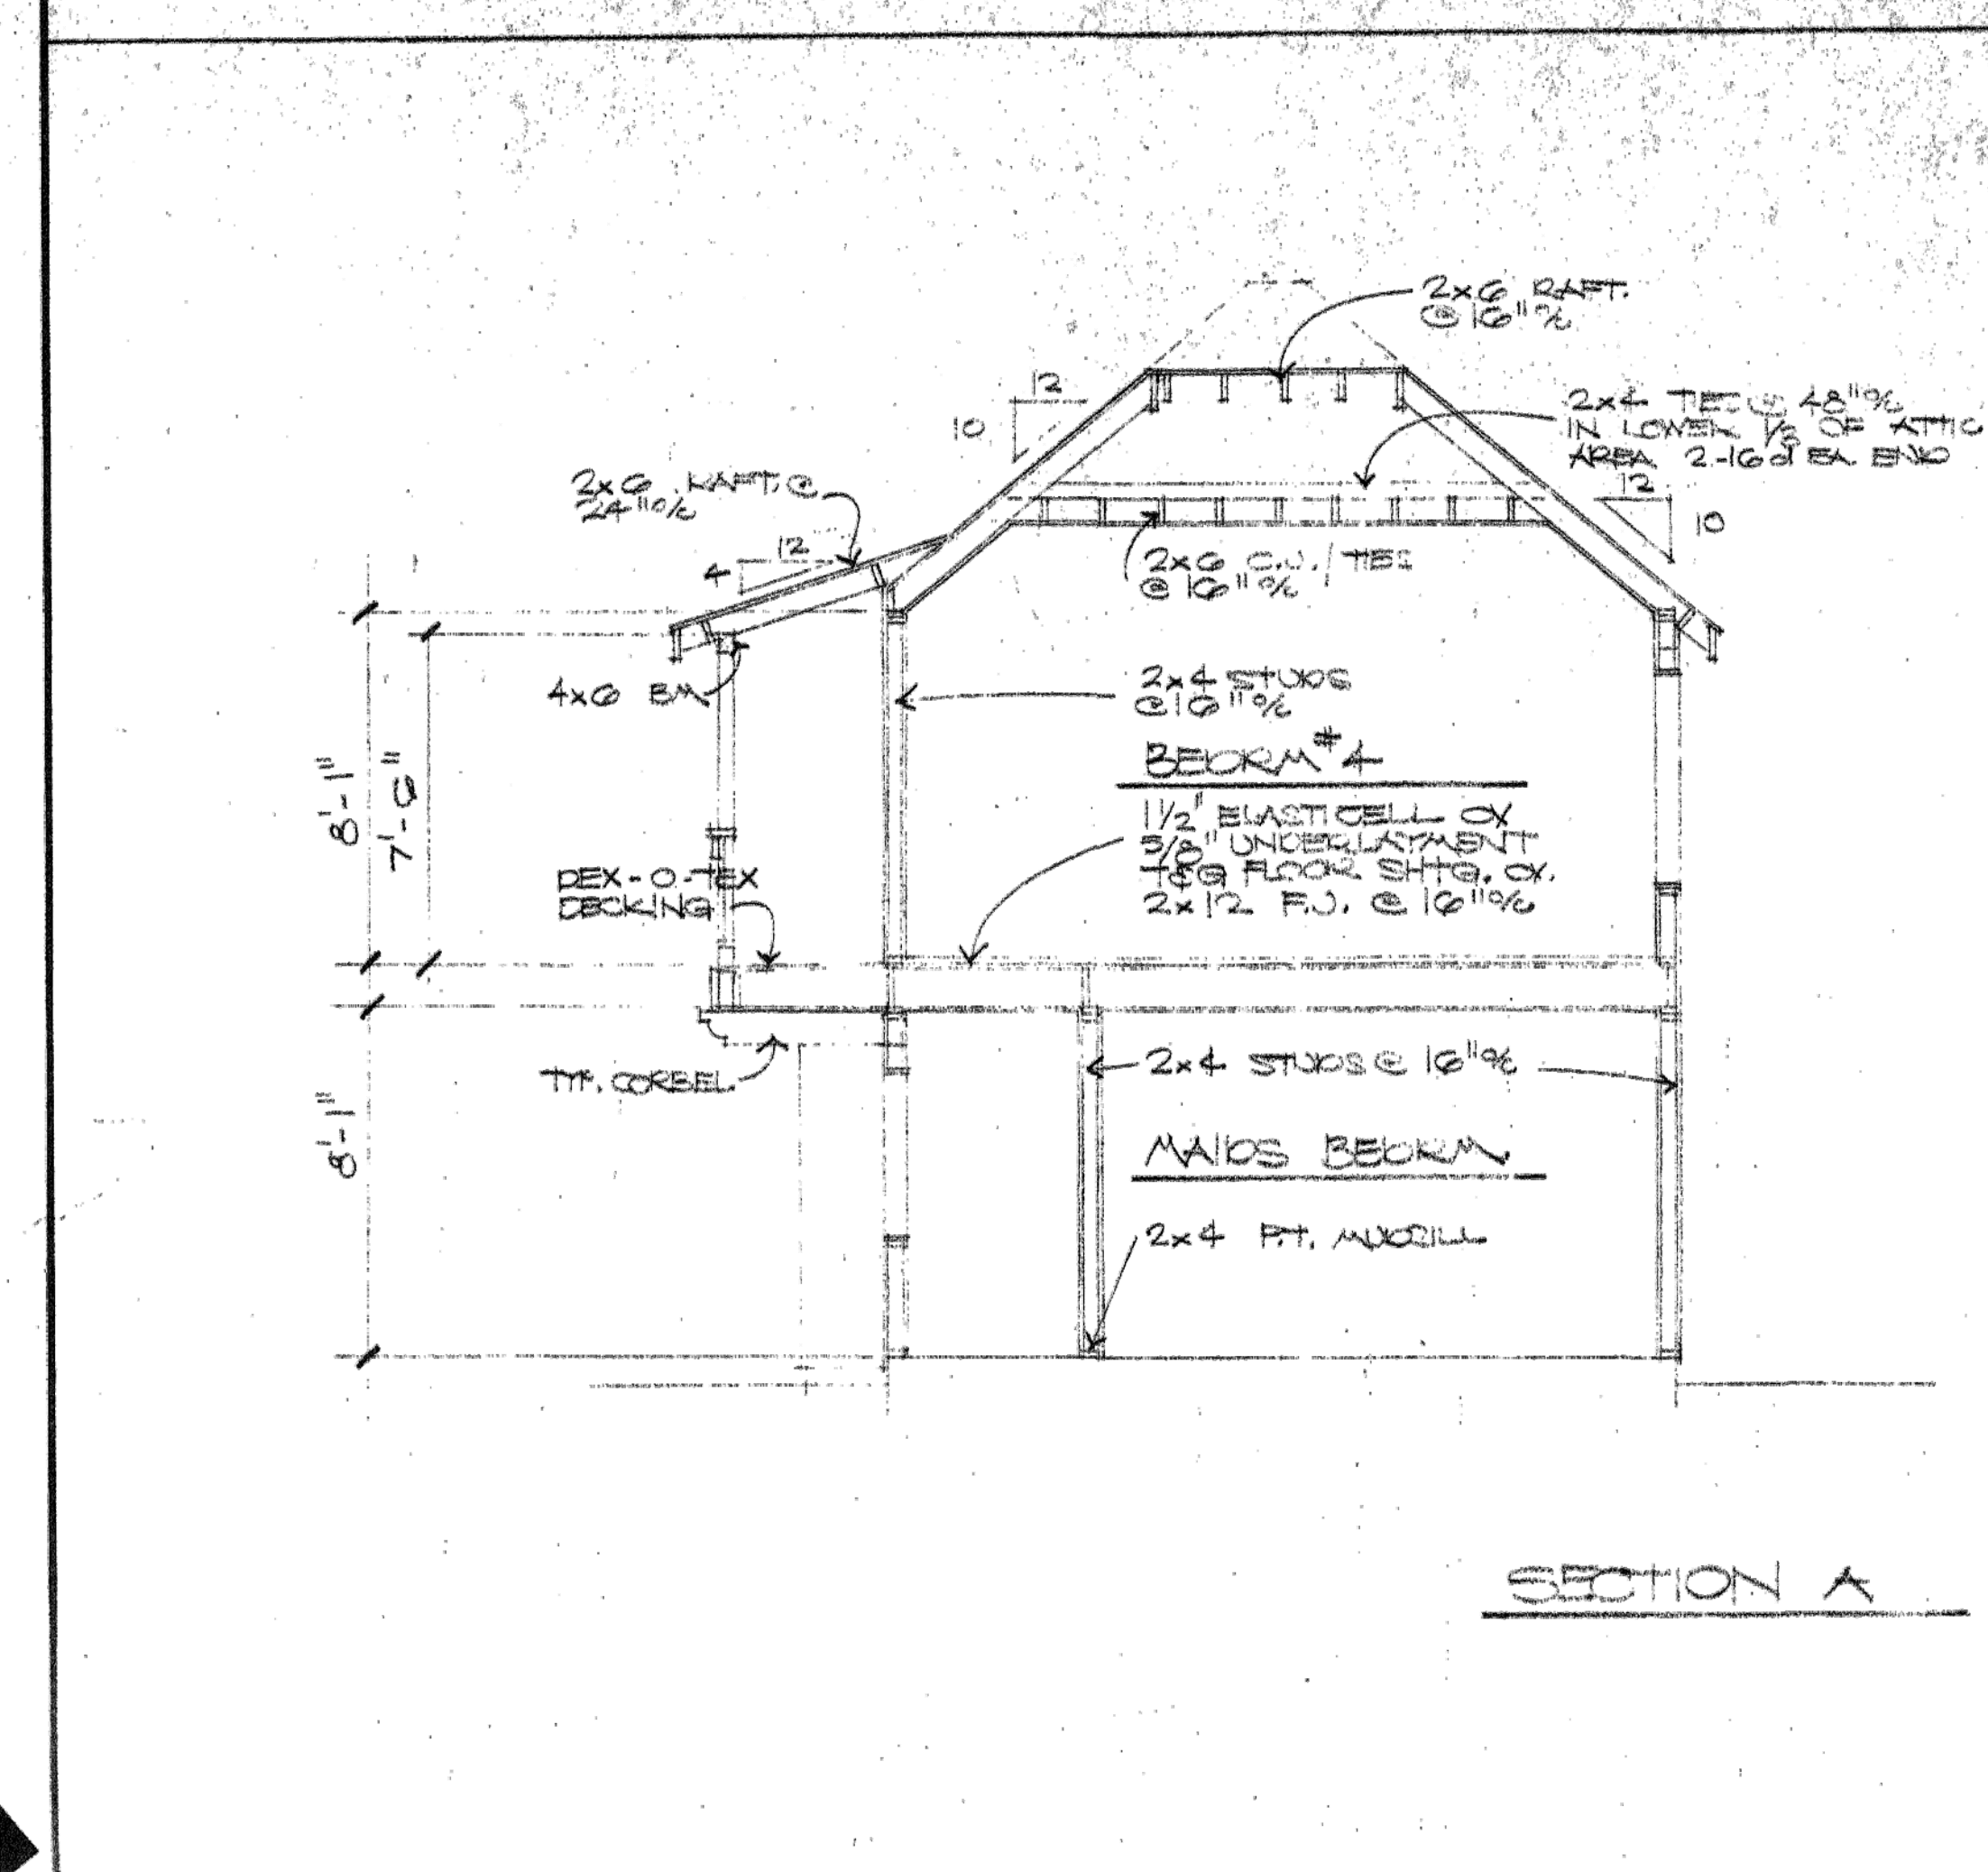 2x6 RAFT.
@ 16" o/c
12
10
2x4 TIES @ 48" o/c
IN LOWER 1/3 OF ATTIC
AREA 2-16d EA. END
12
10
2x6 RAFT. @
24" o/c
12
4
2x6 C.J./TIES
@ 16" o/c
4x6 BM
2x4 STUDS
@ 16" o/c
BEDRM #4
1 1/2" ELASTICELL OV
5/8" UNDERLAYMENT
T&G FLOOR SHTG. OV.
2x12 F.J. @ 16" o/c
8'-1"
7'-6"
DEX-O-TEX
DECKING
TYP. CORBEL
2x4 STUDS @ 16" o/c
8'-1"
MAIDS BEDRM.
2x4 P.T. MUDSILL
SECTION A